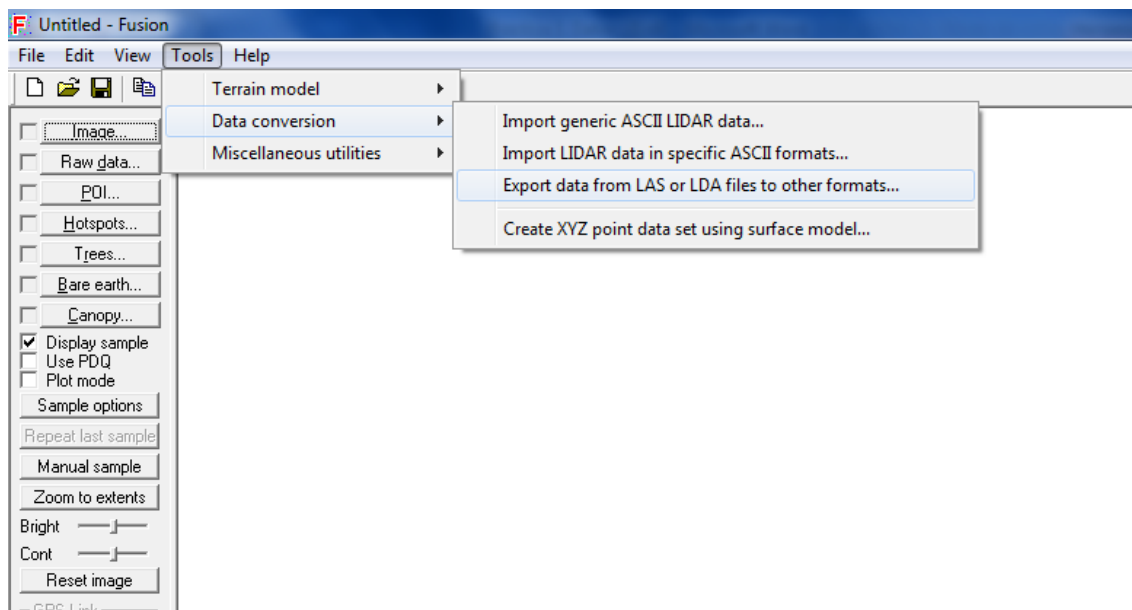 Untitled - Fusion
File Edit View Tools Help
Terrain model
Data conversion
Miscellaneous utilities
Import generic ASCII LIDAR data...
Import LIDAR data in specific ASCII formats...
Export data from LAS or LDA files to other formats...
Create XYZ point data set using surface model...
Image...
Raw data...
POI...
Hotspots...
Trees...
Bare earth...
Canopy...
Display sample
Use PDQ
Plot mode
Sample options
Repeat last sample
Manual sample
Zoom to extents
Bright
Cont
Reset image
GPS Link